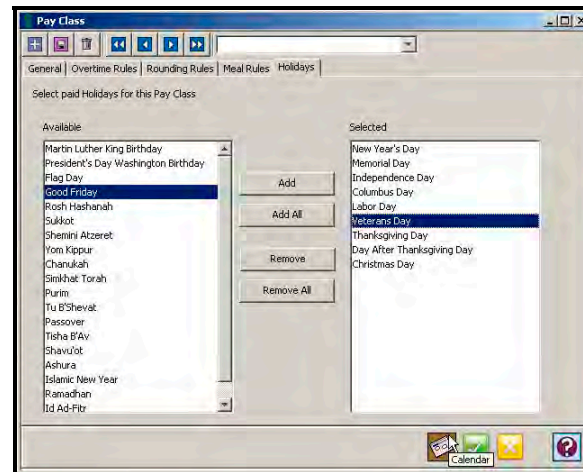 Pay Class
General Overtime Rules Rounding Rules Meal Rules Holidays
Select paid Holidays for this Pay Class
Available
Martin Luther King Birthday
President's Day Washington Birthday
Flag Day
Good Friday
Rosh Hashanah
Sukkot
Shemini Atzeret
Yom Kippur
Chanukah
Simkhat Torah
Purim
Tu B'Shevat
Passover
Tisha B'Av
Shavu'ot
Ashura
Islamic New Year
Ramadhan
Id Ad-Fitr
Add
Add All
Remove
Remove All
Selected
New Year's Day
Memorial Day
Independence Day
Columbus Day
Labor Day
Veterans Day
Thanksgiving Day
Day After Thanksgiving Day
Christmas Day
Calendar
?